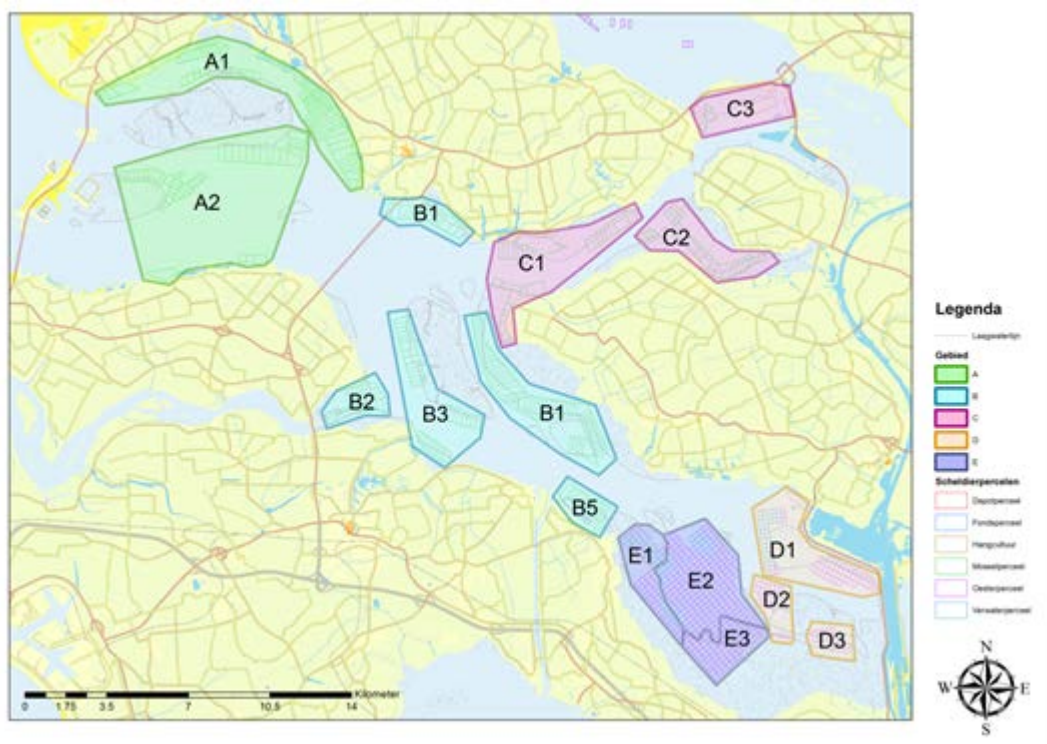 A1
C3
A2
B1
C2
C1
B2
B3
B1
B5
D1
E1
E2
D2
E3
D3
Kilometer
0 1.75 3.5 7 10.5 14
Legenda
Laagwaterlijn
Gebied
A
B
C
D
E
Scheldierpercelen
Depotperceel
Fondsperceel
Hangcultuur
Mosselperceel
Oesterperceel
Verwaterperceel
N
W E
S